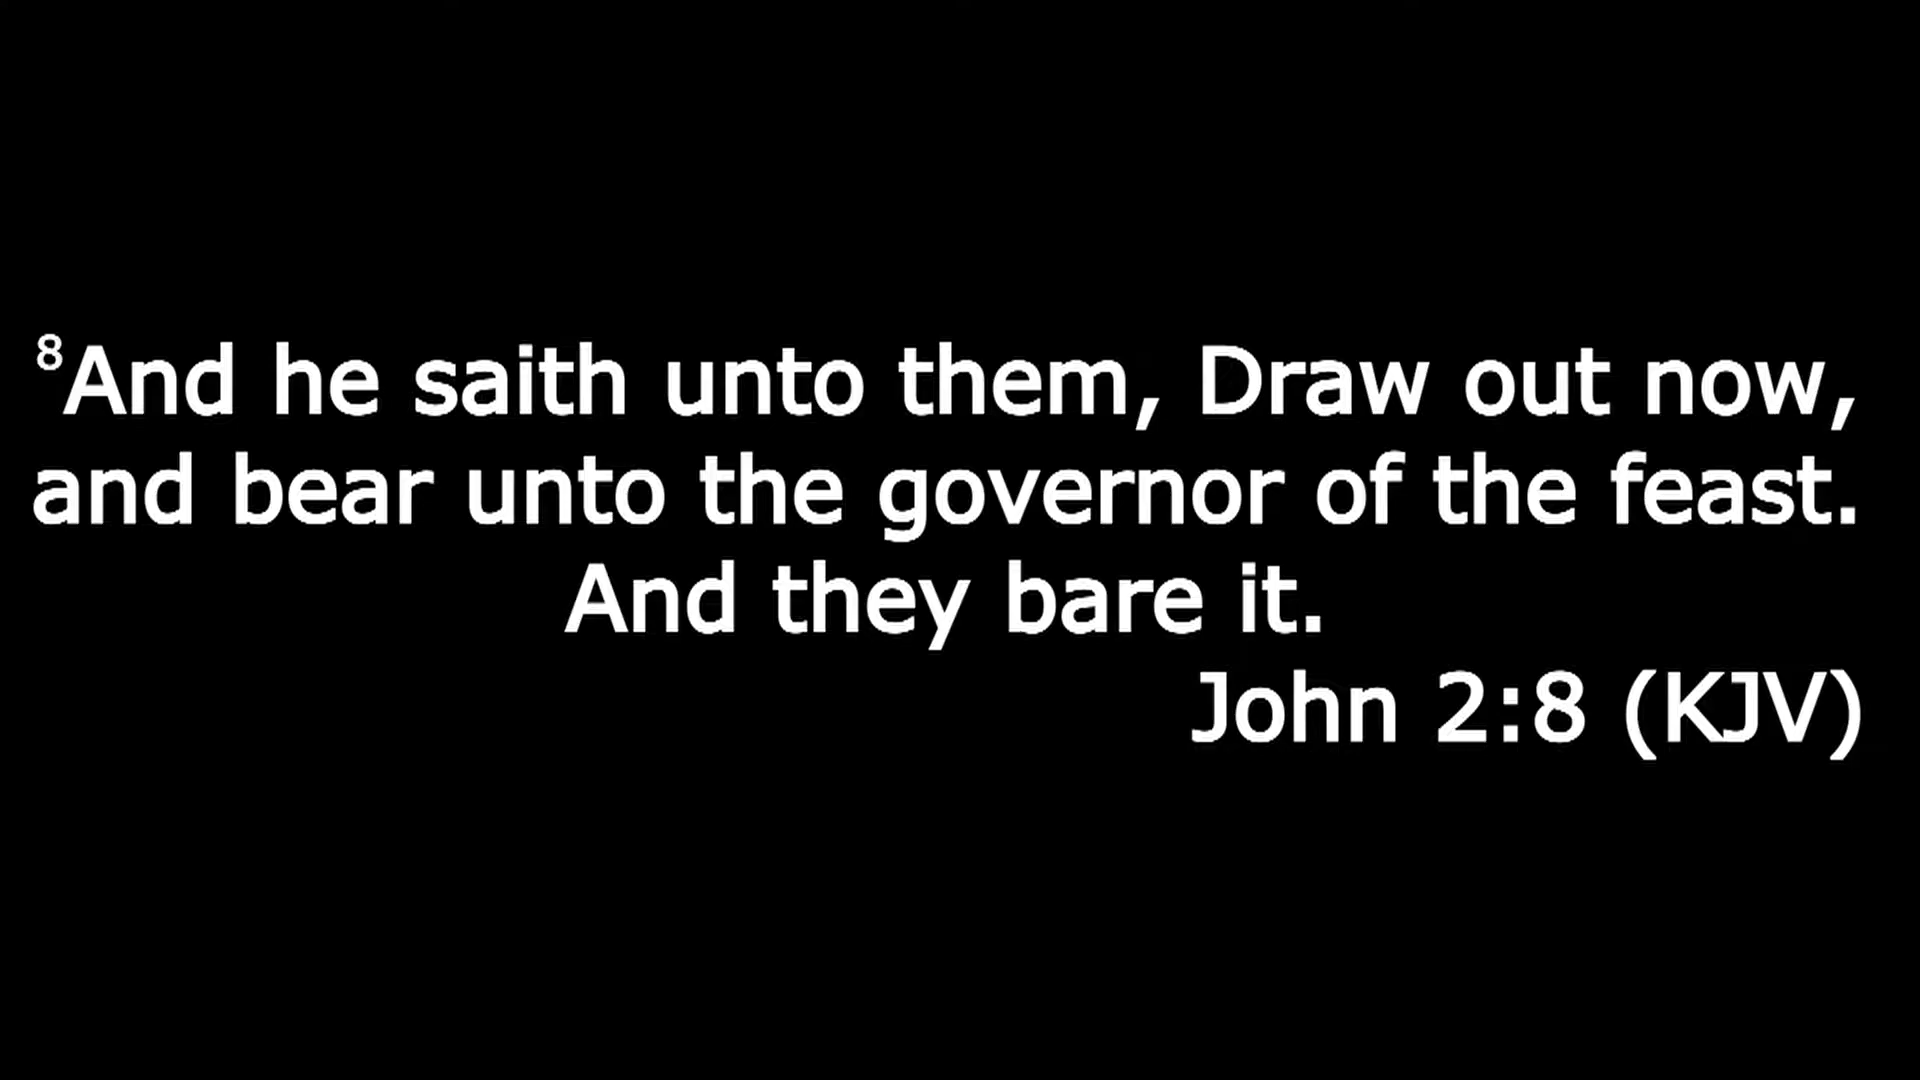 ⁸And he saith unto them, Draw out now,
and bear unto the governor of the feast.
And they bare it.
John 2:8 (KJV)